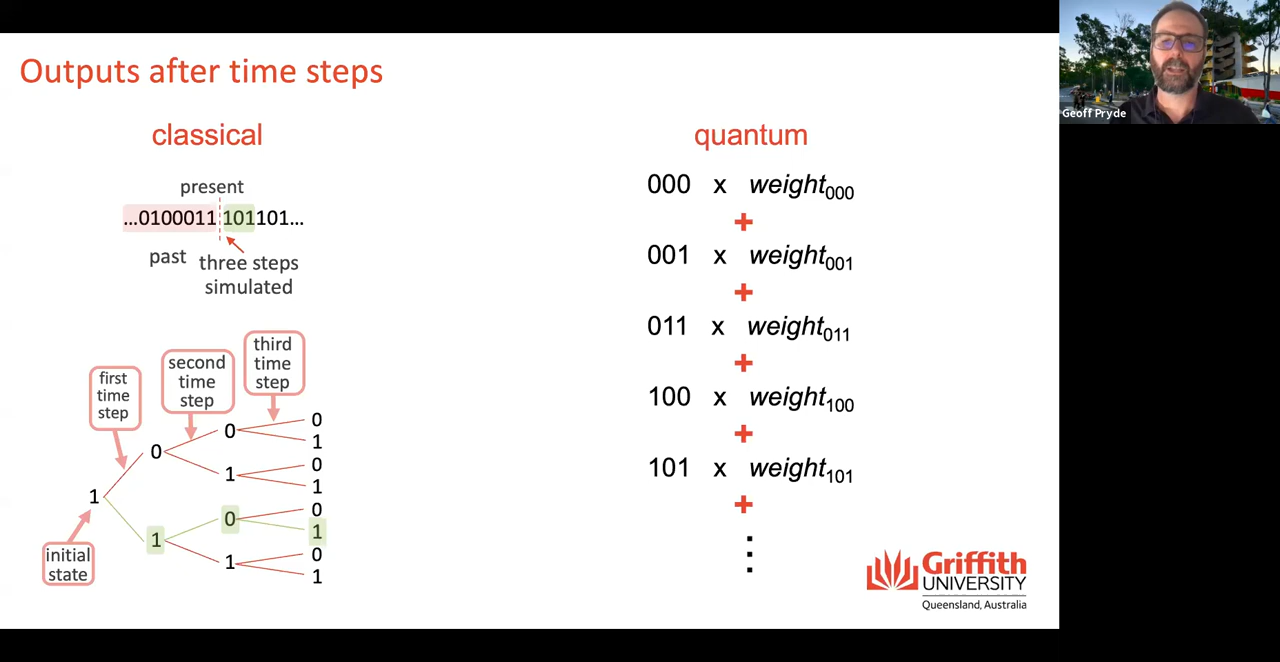 Outputs after time steps
classical
present
...0100011 101101...
past
three steps
simulated
first
time
step
second
time
step
third
time
step
initial
state
1
0
1
0
1
0
1
0
1
0
1
0
1
0
1
quantum
000 x weight000
+
001 x weight001
+
011 x weight011
+
100 x weight100
+
101 x weight101
+
Griffith
UNIVERSITY
Queensland, Australia
Geoff Pryde